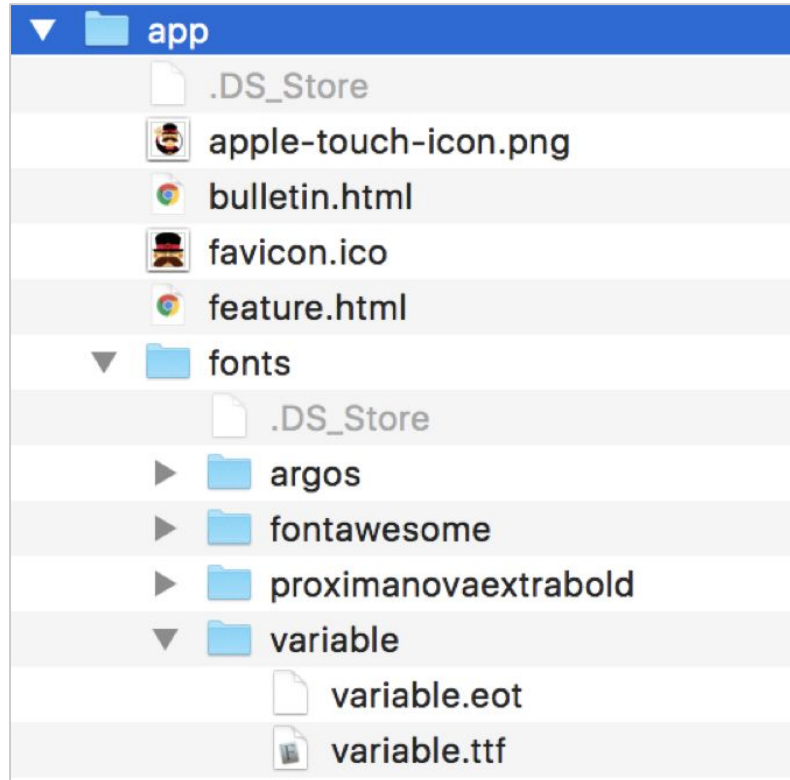 app
.DS_Store
apple-touch-icon.png
bulletin.html
favicon.ico
feature.html
fonts
.DS_Store
argos
fontawesome
proximanovaextrabold
variable
variable.eot
variable.ttf